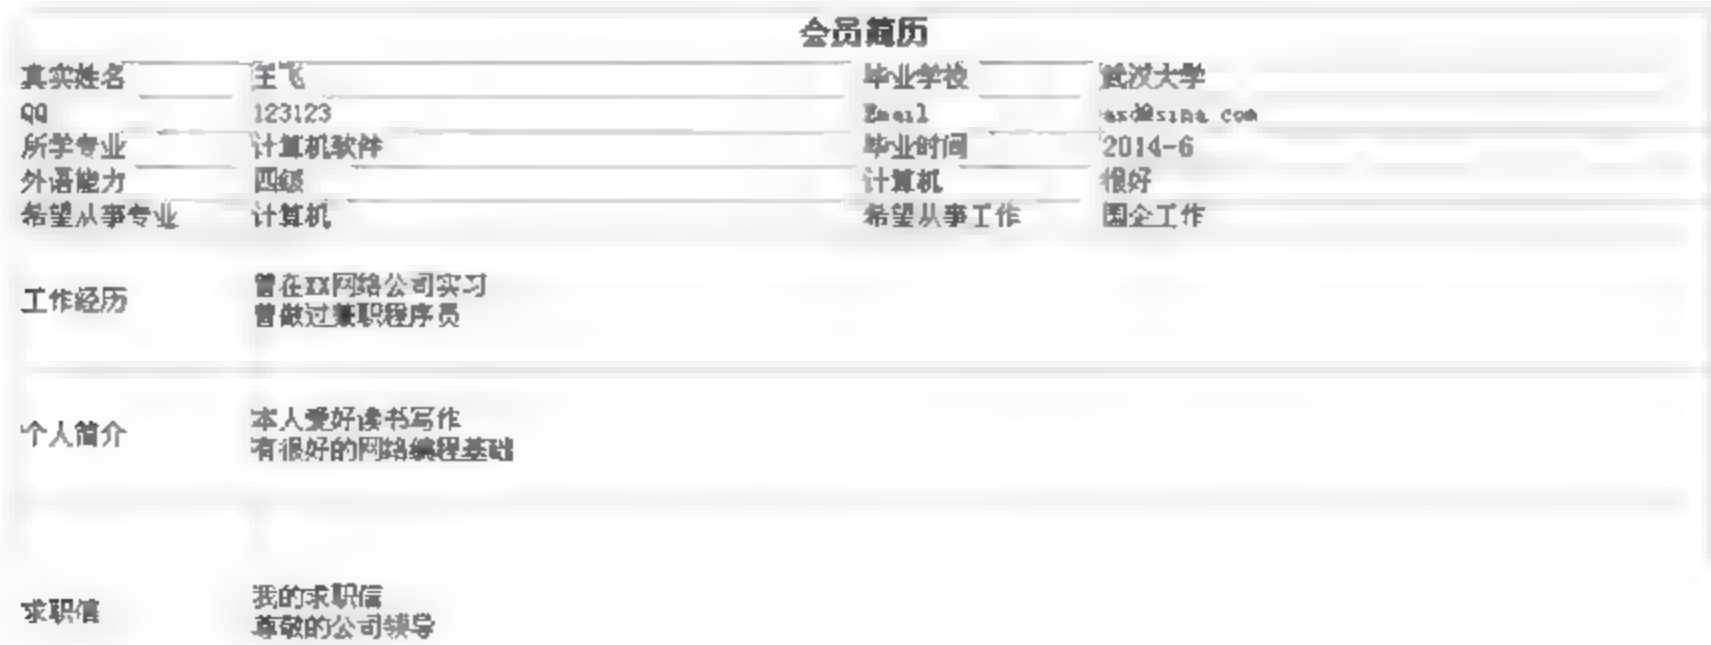 会员简历
真实姓名 王飞 毕业学校 武汉大学
QQ 123123 Email asd@sina.com
所学专业 计算机软件 毕业时间 2014-6
外语能力 四级 计算机 很好
希望从事专业 计算机 希望从事工作 国企工作
工作经历
曾在XX网络公司实习
曾做过兼职程序员
个人简介
本人爱好读书写作
有很好的网络编程基础
求职信
我的求职信
尊敬的公司领导